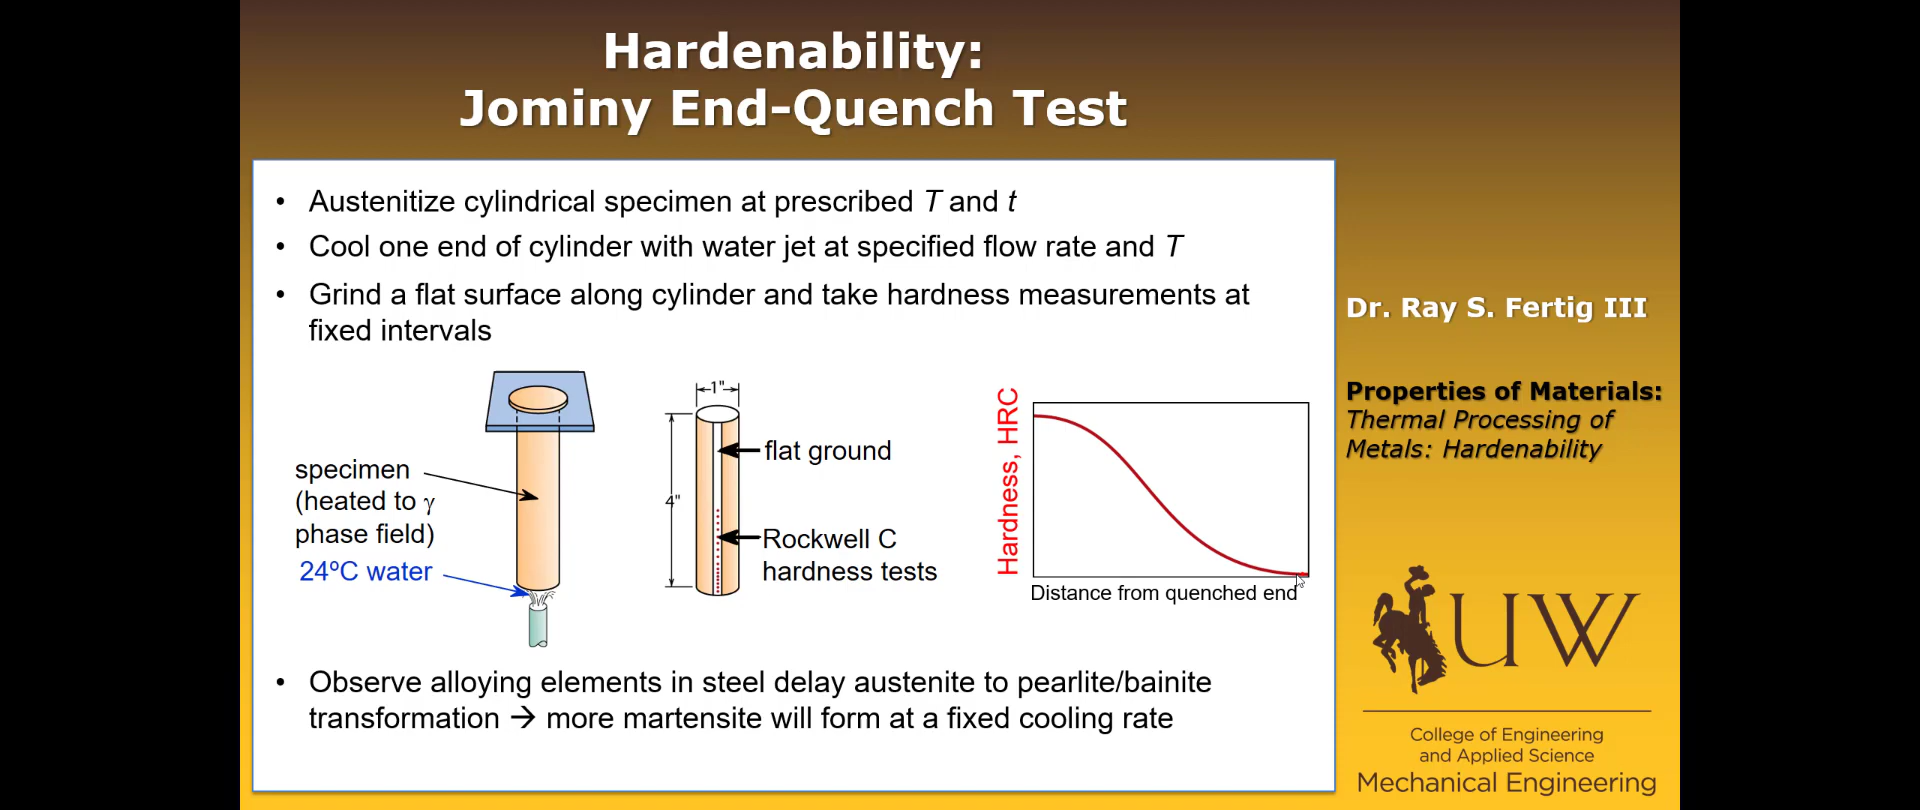 Hardenability:
Jominy End-Quench Test
• Austenitize cylindrical specimen at prescribed T and t
• Cool one end of cylinder with water jet at specified flow rate and T
• Grind a flat surface along cylinder and take hardness measurements at
fixed intervals
specimen
(heated to γ
phase field)
24ºC water
1"
4"
flat ground
Rockwell C
hardness tests
Hardness, HRC
Distance from quenched end
• Observe alloying elements in steel delay austenite to pearlite/bainite
transformation → more martensite will form at a fixed cooling rate
Dr. Ray S. Fertig III
Properties of Materials:
Thermal Processing of
Metals: Hardenability
UW
College of Engineering
and Applied Science
Mechanical Engineering